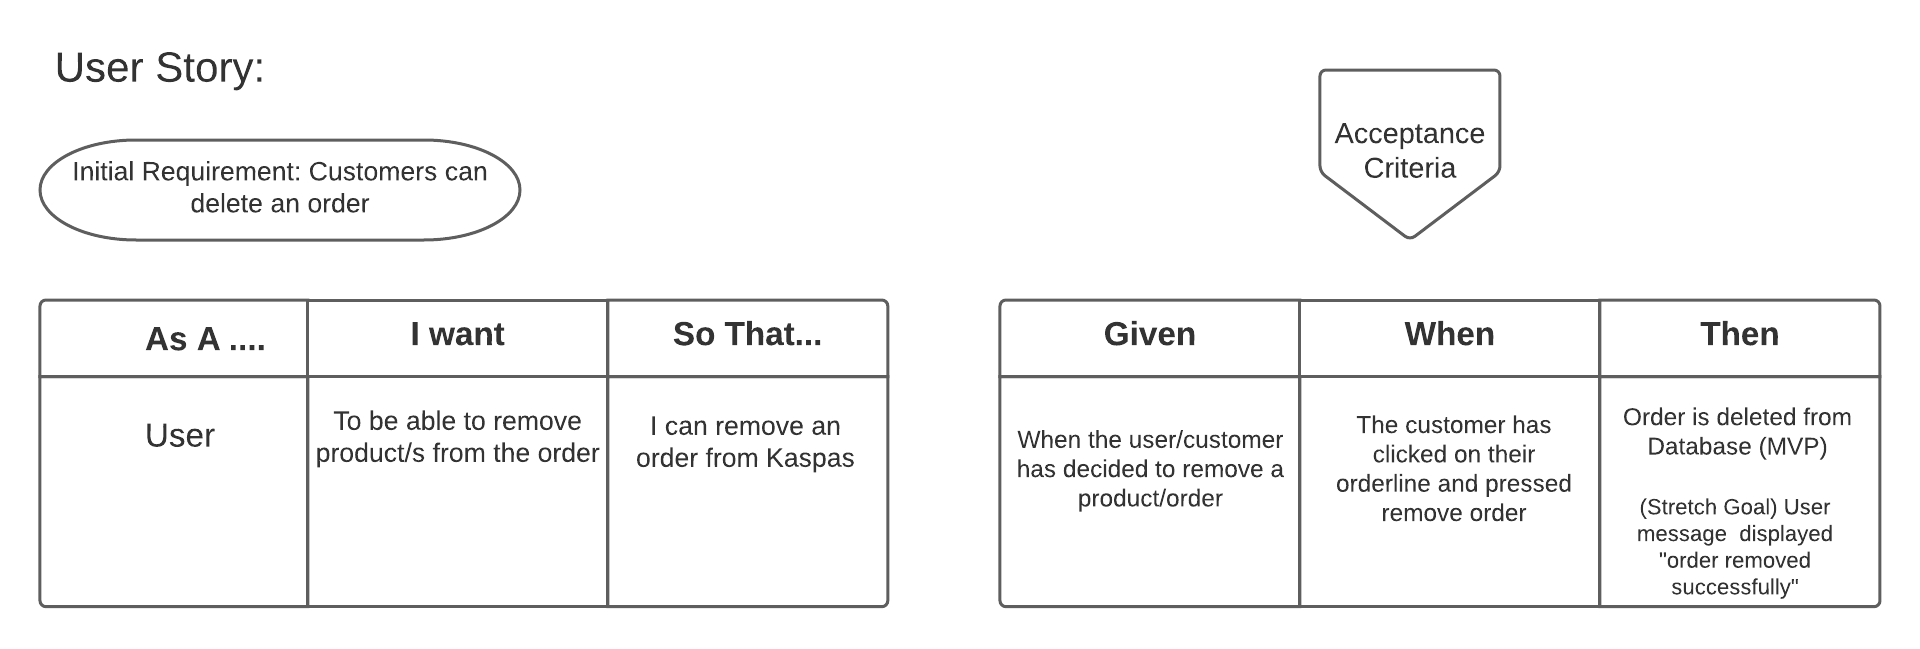 User Story:
Initial Requirement: Customers can
delete an order
As A ....
I want
So That...
User
To be able to remove
product/s from the order
I can remove an
order from Kaspas
Acceptance
Criteria
Given
When
Then
When the user/customer
has decided to remove a
product/order
The customer has
clicked on their
orderline and pressed
remove order
Order is deleted from
Database (MVP)
(Stretch Goal) User
message  displayed
"order removed
successfully"